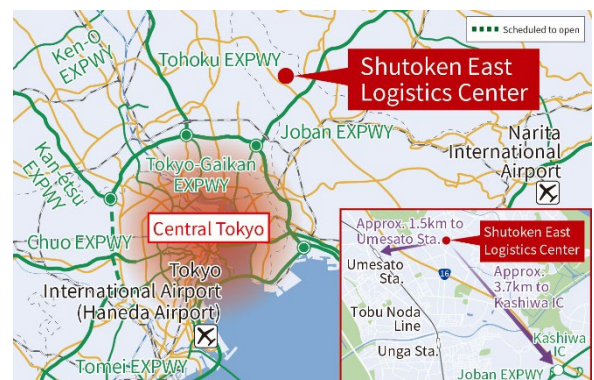 Scheduled to open
Ken-O
EXPWY
Tohoku EXPWY
Shutoken East
Logistics Center
Joban EXPWY
Narita
International
Airport
Kan-etsu
EXPWY
Tokyo-Gaikan
EXPWY
Central Tokyo
Chuo EXPWY
Tokyo
International Airport
(Haneda Airport)
Tomei EXPWY
Approx. 1.5km to
Umesato Sta.
Shutoken East
Logistics Center
Umesato
Sta.
16
Approx.
3.7km to
Kashiwa IC
Tobu Noda
Line
Unga Sta.
Kashiwa
IC
Joban EXPWY